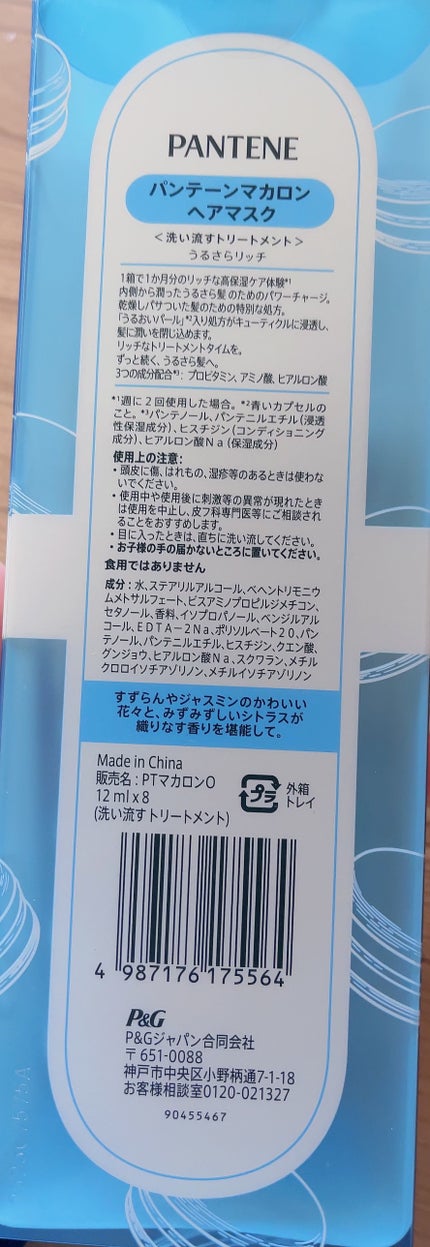 PANTENE
パンテーンマカロン
ヘアマスク
<洗い流すトリートメント>
うるさらリッチ
1箱で1か月分のリッチな高保湿ケア体験*1
内側から潤ったうるさら髪のためのパワーチャージ。
乾燥しパサついた髪のための特別な処方。
「うるおいパール」*2入り処方がキューティクルに浸透し、
髪に潤いを閉じ込めます。
リッチなトリートメントタイムを。
ずっと続く、うるさら髪へ。
3つの成分配合*3: プロビタミン、アミノ酸、ヒアルロン酸
*1週に2回使用した場合。*2青いカプセルの
こと。*3パンテノール、パンテニルエチル(浸透
性保湿成分)、ヒスチジン(コンディショニング
成分)、ヒアルロン酸Na(保湿成分)
使用上の注意:
・頭皮に傷、はれもの、湿疹等のあるときは使わな
いでください。
・使用中や使用後に刺激等の異常が現れたとき
は使用を中止し、皮フ科専門医等にご相談され
ることをおすすめします。
・目に入ったときは、直ちに洗い流してください。
・お子様の手の届かないところに置いてください。
食用ではありません
成分:水、ステアリルアルコール、ベヘントリモニウ
ムメトサルフェート、ビスアミノプロピルジメチコン、
セタノール、香料、イソプロパノール、ベンジルアル
コール、EDTA-2Na、ポリソルベート20、パン
テノール、パンテニルエチル、ヒスチジン、クエン酸、
グンジョウ、ヒアルロン酸Na、スクワラン、メチル
クロロイソチアゾリノン、メチルイソチアゾリノン
すずらんやジャスミンのかわいい
花々と、みずみずしいシトラスが
織りなす香りを堪能して。
Made in China
販売名:PTマカロンO
12 ml x 8
(洗い流すトリートメント)
プラ
外箱
トレイ
4 987176 175564
P&G
P&Gジャパン合同会社
〒651-0088
神戸市中央区小野柄通7-1-18
お客様相談室0120-021327
90455467